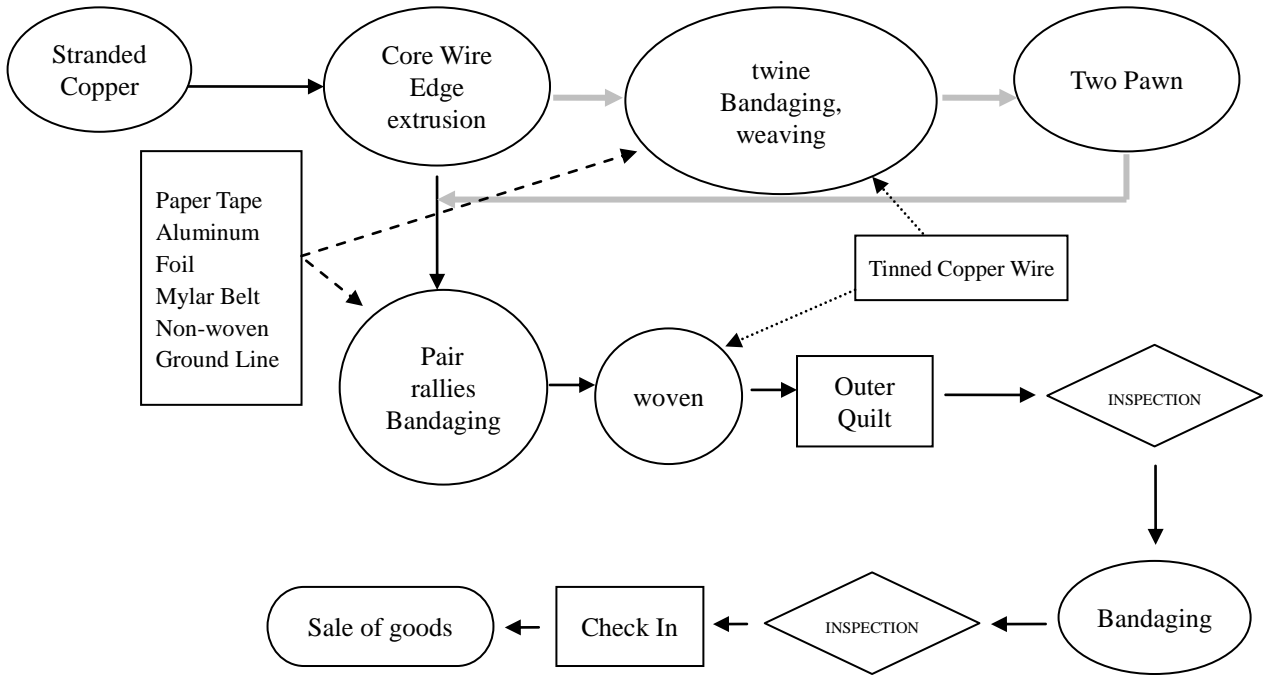 Stranded
Copper
Core Wire
Edge
extrusion
twine
Bandaging,
weaving
Two Pawn
Paper Tape
Aluminum
Foil
Mylar Belt
Non-woven
Ground Line
Tinned Copper Wire
Pair
rallies
Bandaging
woven
Outer
Quilt
INSPECTION
Bandaging
INSPECTION
Check In
Sale of goods